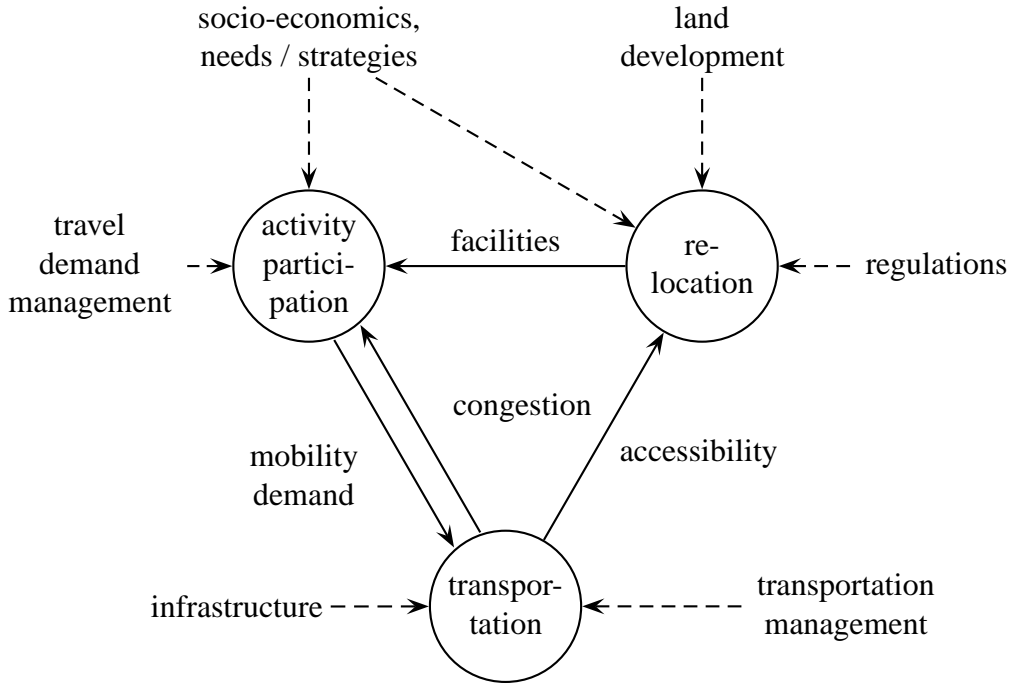 socio-economics,
needs / strategies
land
development
travel
demand
management
activity
partici-
pation
facilities
re-
location
regulations
congestion
mobility
demand
accessibility
infrastructure
transpor-
tation
transportation
management